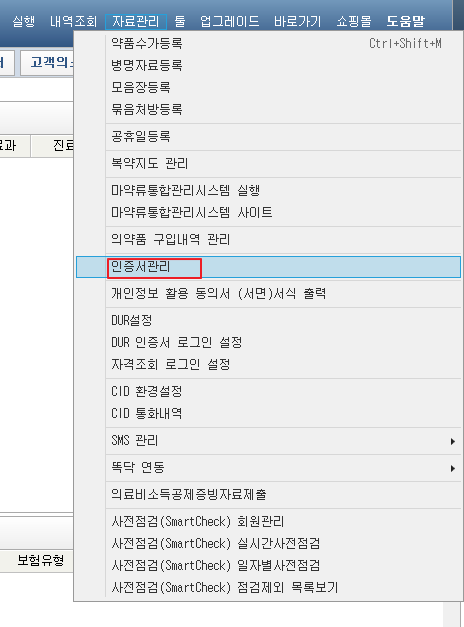 실행 내역조회 자료관리 툴 업그레이드 바로가기 쇼핑몰 도움말
약품수가등록 Ctrl+Shift+M
고객의
병명자료등록
모음장등록
묶음처방등록
공휴일등록
복약지도 관리
마약류통합관리시스템 실행
마약류통합관리시스템 사이트
의약품 구입내역 관리
인증서관리
개인정보 활용 동의서 (서면)서식 출력
DUR설정
DUR 인증서 로그인 설정
자격조회 로그인 설정
CID 환경설정
CID 통화내역
SMS 관리
똑닥 연동
의료비소득공제증빙자료제출
사전점검(SmartCheck) 회원관리
사전점검(SmartCheck) 실시간사전점검
보험유형
사전점검(SmartCheck) 일자별사전점검
사전점검(SmartCheck) 점검제외 목록보기